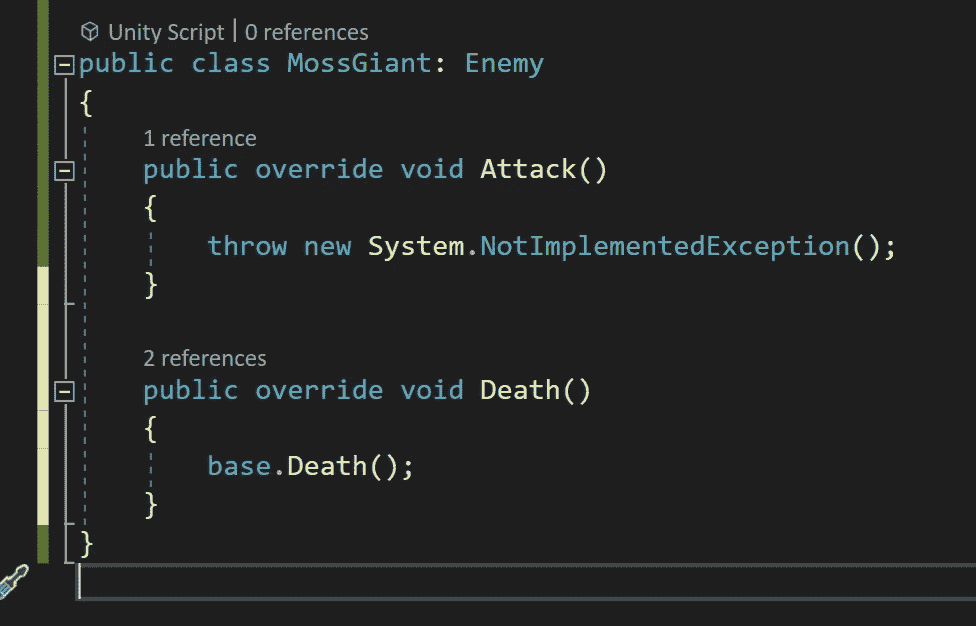 Unity Script | 0 references
public class MossGiant: Enemy
{
1 reference
public override void Attack()
{
throw new System.NotImplementedException();
}
2 references
public override void Death()
{
base.Death();
}
}